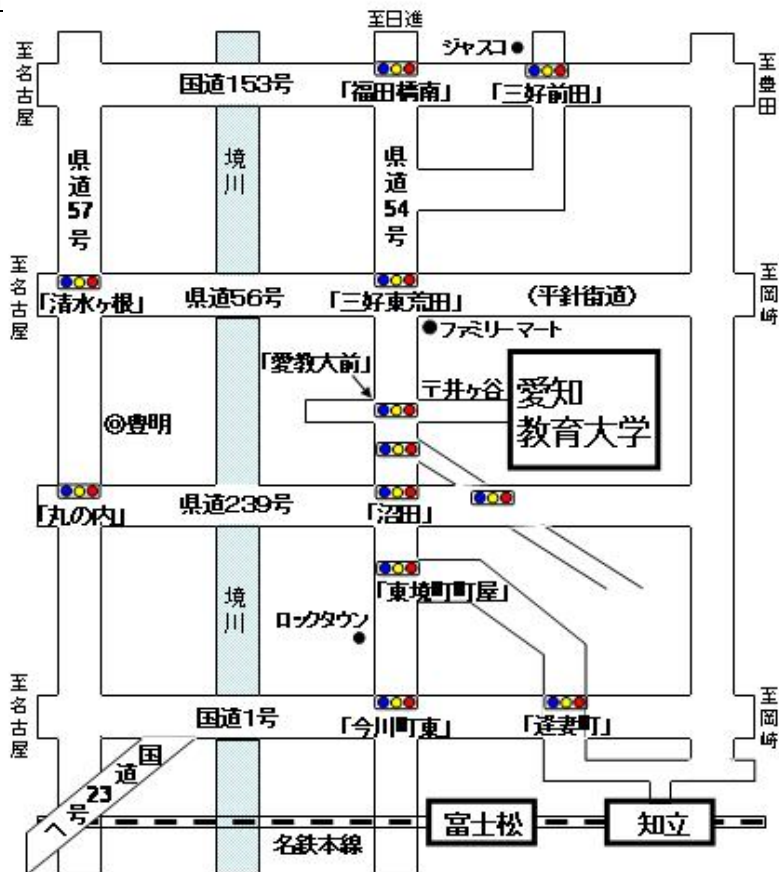 至日進
ジャスコ
至名古屋
国道153号
「福田橋南」
「三好前田」
至豊田
県道57号
境川
県道54号
至名古屋
「清水ヶ根」
県道56号
「三好東荒田」
(平針街道)
至岡崎
ファミリーマート
「愛教大前」
〒井ヶ谷
愛知
教育大学
◎豊明
「丸の内」
県道239号
「沼田」
「東境町町屋」
境川
ロックタウン
至名古屋
国道1号
「今川町東」
「逢妻町」
至岡崎
国道23号へ
富士松
知立
名鉄本線